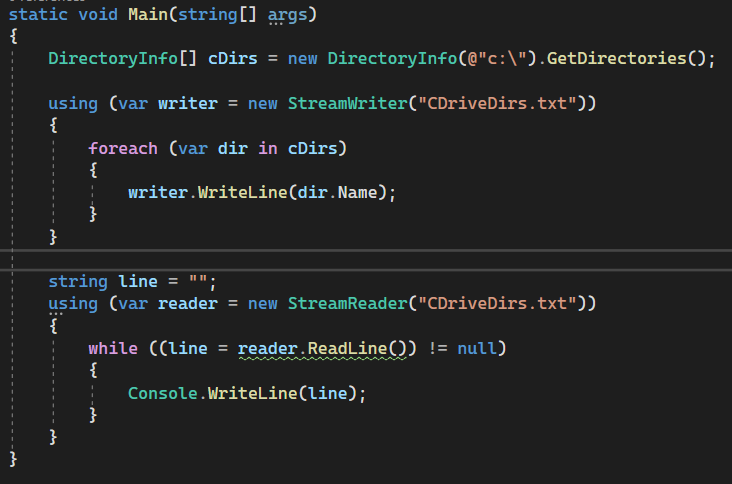 static void Main(string[] args)
{
DirectoryInfo[] cDirs = new DirectoryInfo(@"c:\").GetDirectories();
using (var writer = new StreamWriter("CDriveDirs.txt"))
{
foreach (var dir in cDirs)
{
writer.WriteLine(dir.Name);
}
}
string line = "";
using (var reader = new StreamReader("CDriveDirs.txt"))
{
while ((line = reader.ReadLine()) != null)
{
Console.WriteLine(line);
}
}
}